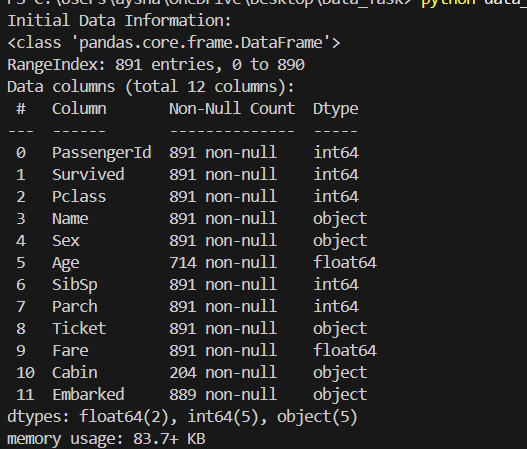 PS C:\Users\aysha\OneDrive\Desktop\Data_Task> python data_
Initial Data Information:
<class 'pandas.core.frame.DataFrame'>
RangeIndex: 891 entries, 0 to 890
Data columns (total 12 columns):
 #   Column       Non-Null Count  Dtype
---  ------       --------------  -----
 0   PassengerId  891 non-null    int64
 1   Survived     891 non-null    int64
 2   Pclass       891 non-null    int64
 3   Name         891 non-null    object
 4   Sex          891 non-null    object
 5   Age          714 non-null    float64
 6   SibSp        891 non-null    int64
 7   Parch        891 non-null    int64
 8   Ticket       891 non-null    object
 9   Fare         891 non-null    float64
 10  Cabin        204 non-null    object
 11  Embarked     889 non-null    object
dtypes: float64(2), int64(5), object(5)
memory usage: 83.7+ KB